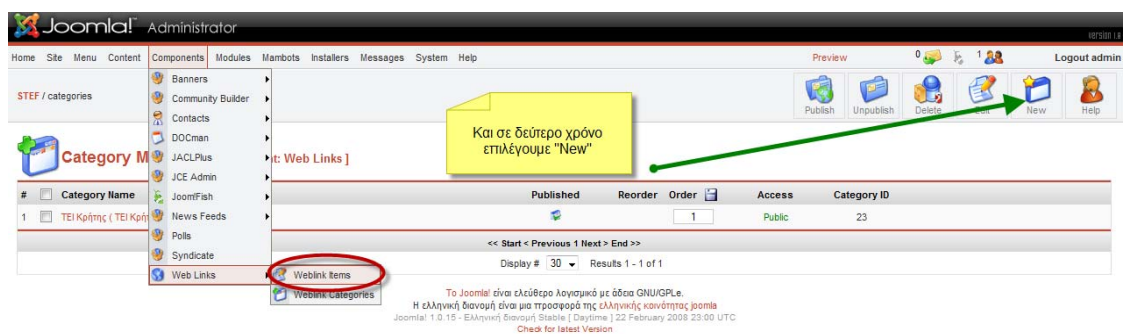 Joomla! Administrator
version 1.0
Home Site Menu Content Components Modules Mambots Installers Messages System Help Preview 0 1 Logout admin
STEF / categories
Publish Unpublish Delete Edit New Help
Banners
Community Builder
Contacts
DOCman
JACLPlus
JCE Admin
Joom!Fish
News Feeds
Polls
Syndicate
Web Links
Weblink Items
Weblink Categories
Και σε δεύτερο χρόνο
επιλέγουμε "New"
Category M t: Web Links ]
# Category Name Published Reorder Order Access Category ID
1 ΤΕΙ Κρήτης ( ΤΕΙ Κρήτ 1 Public 23
<< Start < Previous 1 Next > End >>
Display # 30 Results 1 - 1 of 1
Το Joomla! είναι ελεύθερο λογισμικό με άδεια GNU/GPLe.
Η ελληνική διανομή είναι μια προσφορά της ελληνικής κοινότητας joomla
Joomla! 1.0.15 - Ελληνική διανομή Stable [ Daytime ] 22 February 2008 23:00 UTC
Check for latest Version